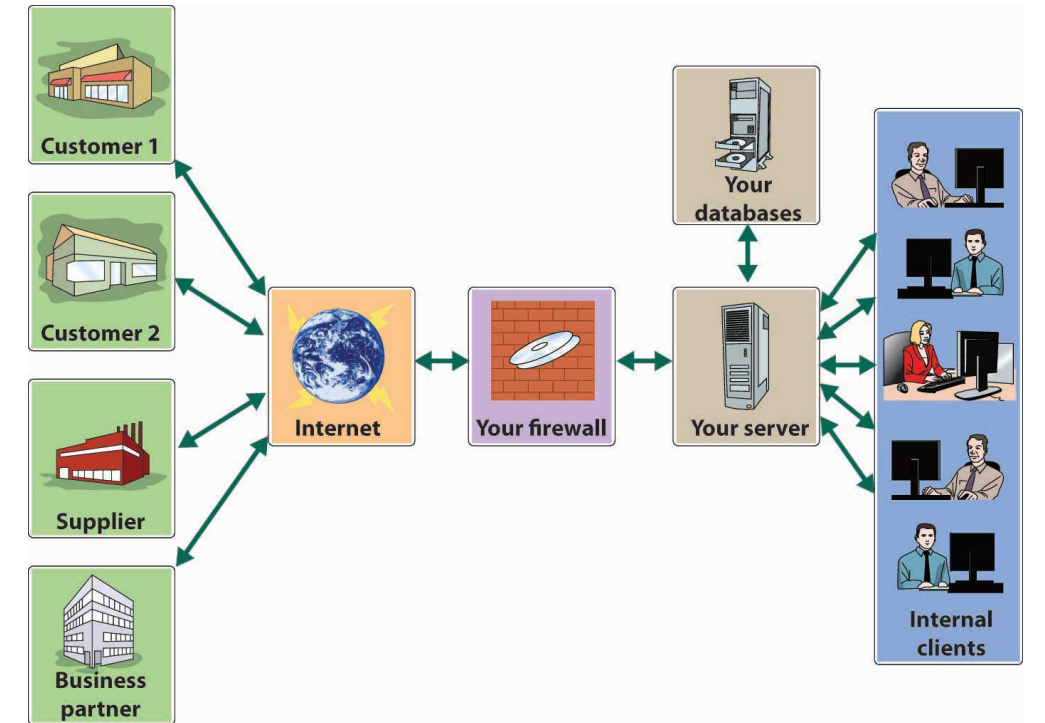 Customer 1
Customer 2
Supplier
Business
partner
Internet
Your firewall
Your
databases
Your server
Internal
clients